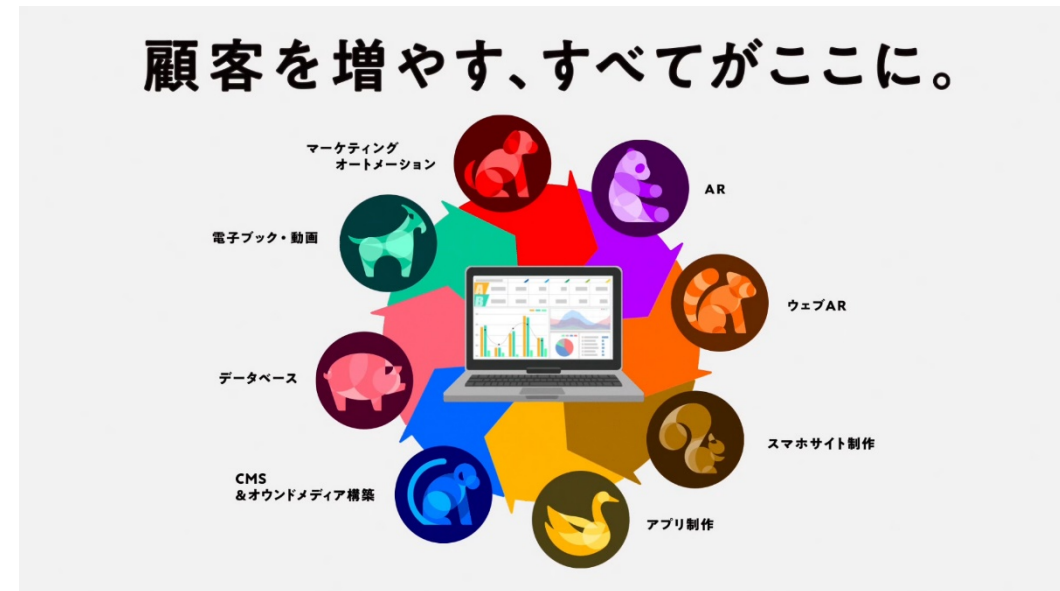 顧客を増やす、すべてがここに。
マーケティング
オートメーション
AR
電子ブック・動画
ウェブAR
データベース
スマホサイト制作
CMS
&オウンドメディア構築
アプリ制作
A
B